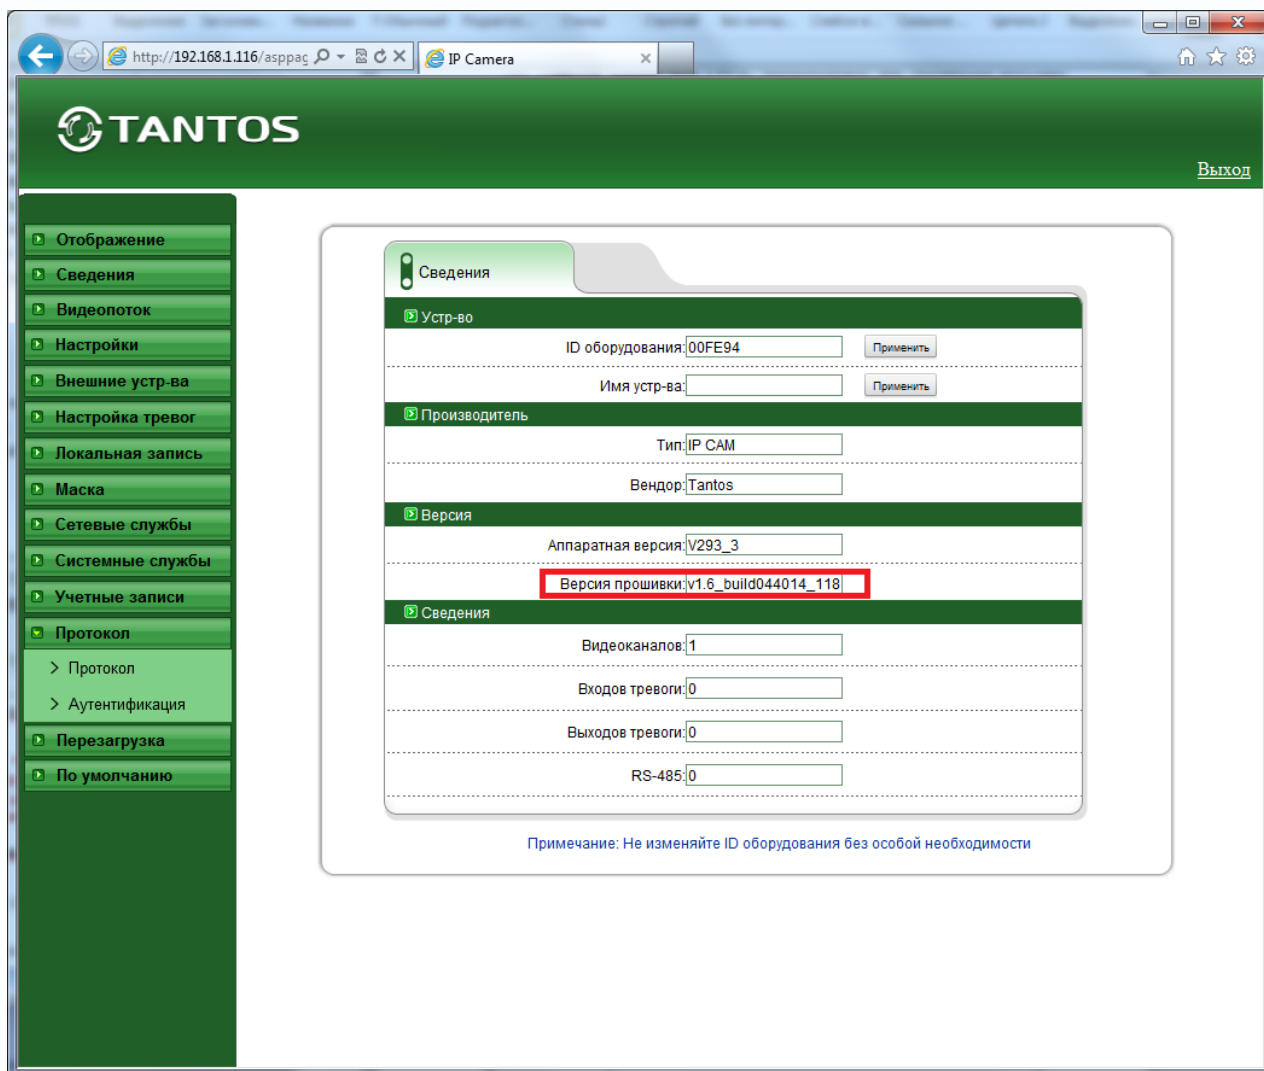 http://192.168.1.116/asppag
IP Camera
TANTOS
Выход
Отображение
Сведения
Видеопоток
Настройки
Внешние устр-ва
Настройка тревог
Локальная запись
Маска
Сетевые службы
Системные службы
Учетные записи
Протокол
> Протокол
> Аутентификация
Перезагрузка
По умолчанию
Сведения
Устр-во
ID оборудования: 00FE94 Применить
Имя устр-ва: Применить
Производитель
Тип: IP CAM
Вендор: Tantos
Версия
Аппаратная версия: V293_3
Версия прошивки: v1.6_build044014_118
Сведения
Видеоканалов: 1
Входов тревоги: 0
Выходов тревоги: 0
RS-485: 0
Примечание: Не изменяйте ID оборудования без особой необходимости